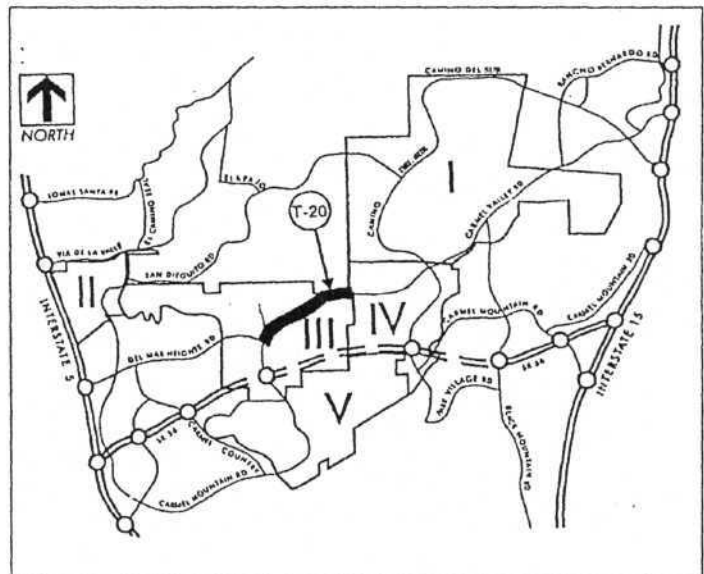 CAMINO DEL SUR
RANCHO BERNARDO RD
NORTH
EL APAJO
I
LOMAS SANTA FE
EL CAMINO REAL
T-20
CAMINO
CARMEL VALLEY RD
VIA DE LA VALLE
SAN DIEGUITO RD
II
INTERSTATE 5
III
IV
CARMEL MOUNTAIN RD
CARMEL MOUNTAIN RD
DEL MAR HEIGHTS RD
INTERSTATE 15
SR 56
V
SR 56
CARMEL COUNTRY
BLACK MOUNTAIN RD
CARMEL MOUNTAIN RD